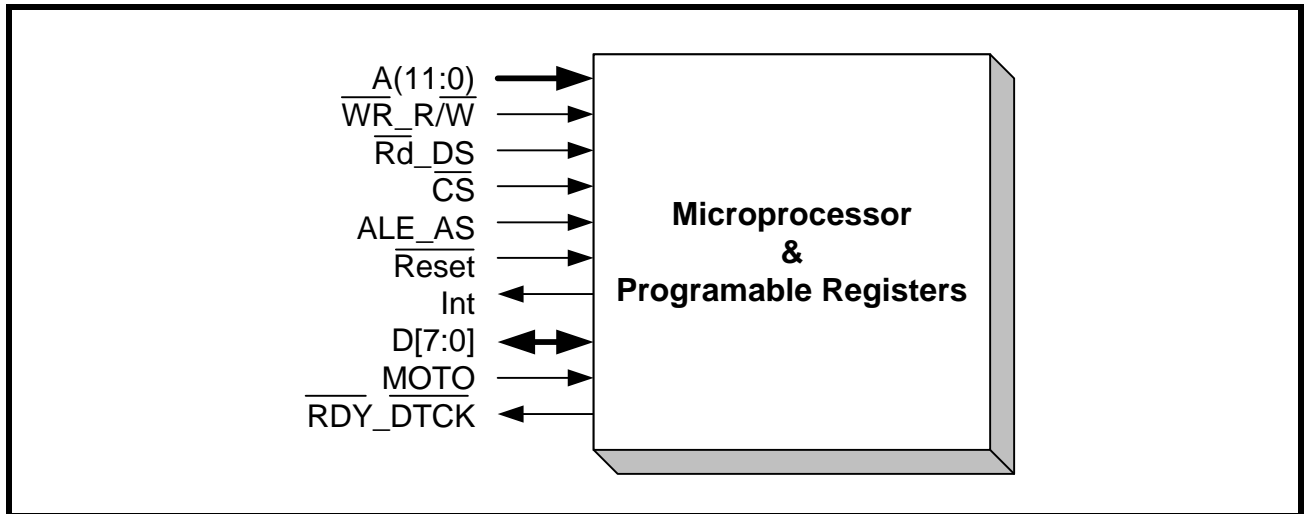 A(11:0)
WR_R/W
Rd_DS
CS
ALE_AS
Reset
Int
D[7:0]
MOTO
RDY_DTCK
Microprocessor
&
Programable Registers